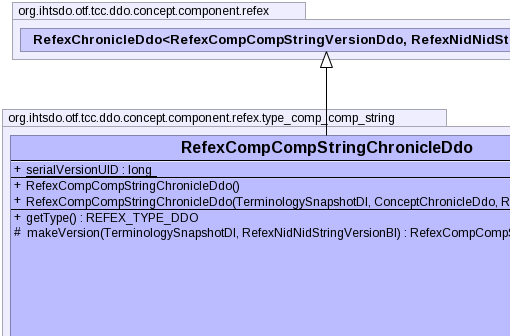 org.ihtsdo.otf.tcc.ddo.concept.component.refex
RefexChronicleDdo<RefexCompCompStringVersionDdo, RefexNidNidSt
org.ihtsdo.otf.tcc.ddo.concept.component.refex.type_comp_comp_string
RefexCompCompStringChronicleDdo
+ serialVersionUID : long
+ RefexCompCompStringChronicleDdo()
+ RefexCompCompStringChronicleDdo(TerminologySnapshotDI, ConceptChronicleDdo, R
+ getType() : REFEX_TYPE_DDO
# makeVersion(TerminologySnapshotDI, RefexNidNidStringVersionBI) : RefexCompComp